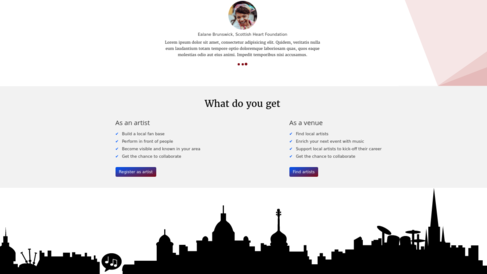 Ealaine Brunswick, Scottish Heart Foundation
Lorem ipsum dolor sit amet, consectetur adipisicing elit. Quidem, veritatis nulla
eum laudantium totam tempore optio doloremque laboriosam quas, quos eaque
molestias odio aut eius animi. Impedit temporibus nisi accusamus.
What do you get
As an artist
Build a local fan base
Perform in front of people
Become visible and known in your area
Get the chance to collaborate
Register as artist
As a venue
Find local artists
Enrich your next event with music
Support local artists to kick off their career
Get the chance to collaborate
Find artists